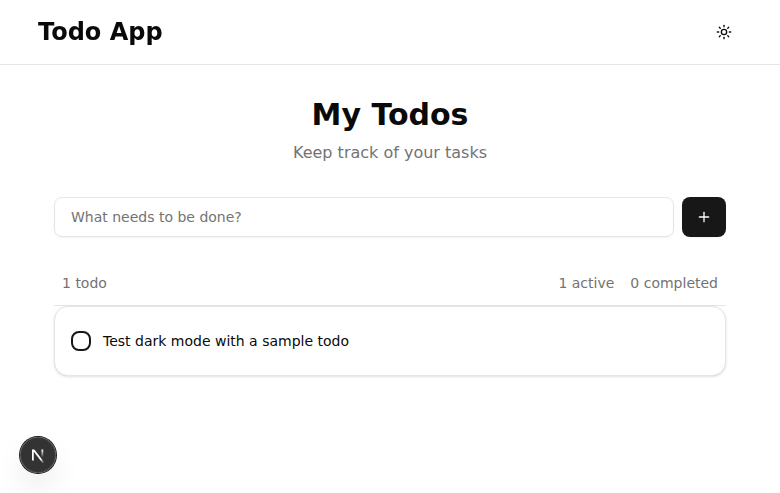 Todo App
My Todos
Keep track of your tasks
What needs to be done?
+
1 todo
1 active 0 completed
Test dark mode with a sample todo
N